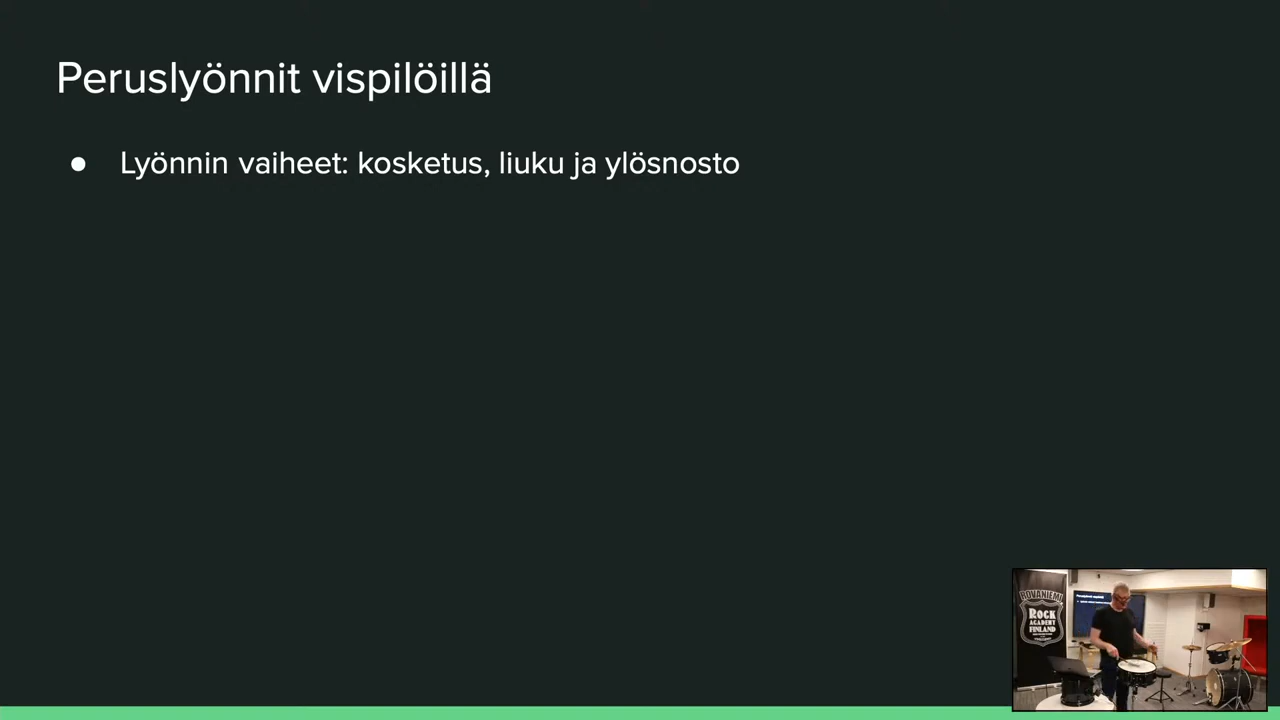 Peruslyönnit vispilöillä
● Lyönnin vaiheet: kosketus, liuku ja ylösnosto
ROVANIEMI
ROCK
ACADEMY
FINLAND